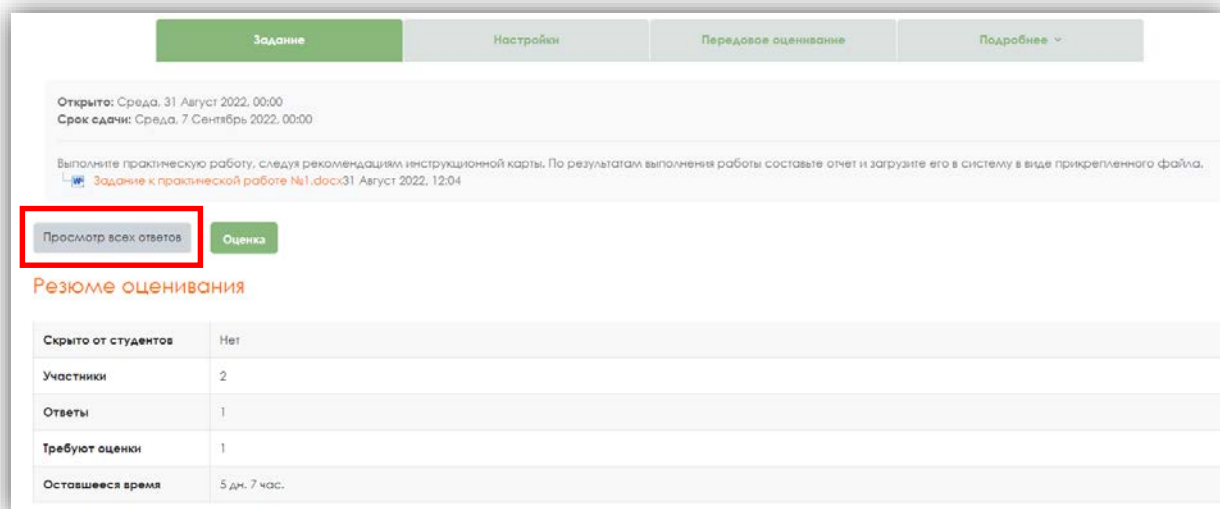 Задание Настройки Передовое оценивание Подробнее
Открыто: Среда, 31 Август 2022, 00:00
Срок сдачи: Среда, 7 Сентябрь 2022, 00:00
Выполните практическую работу, следуя рекомендациям инструкционной карты. По результатам выполнения работы составьте отчет и загрузите его в систему в виде прикрепленного файла.
Задание к практической работе №1.docx31 Август 2022, 12:04
Просмотр всех ответов Оценка
Резюме оценивания
Скрыто от студентов Нет
Участники 2
Ответы 1
Требуют оценки 1
Оставшееся время 5 дн. 7 час.